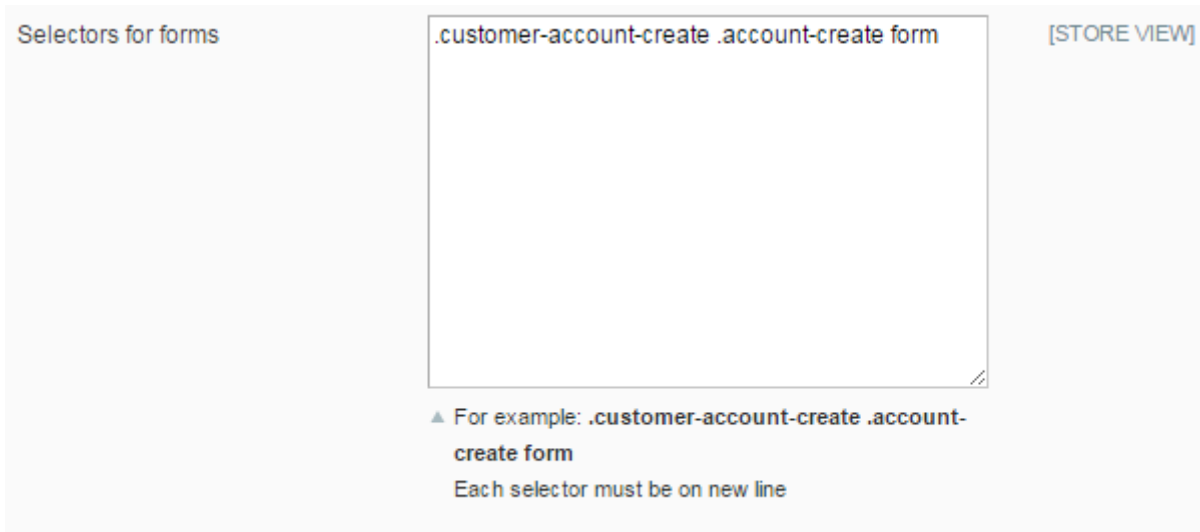 Selectors for forms
.customer-account-create .account-create form
[STORE VIEW]
▲ For example: .customer-account-create .account-
create form
Each selector must be on new line